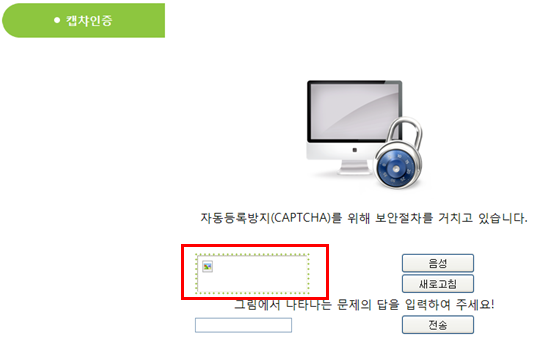 캡챠인증
자동등록방지(CAPTCHA)를 위해 보안절차를 거치고 있습니다.
음성
새로고침
그림에서 나타나는 문제의 답을 입력하여 주세요!
전송